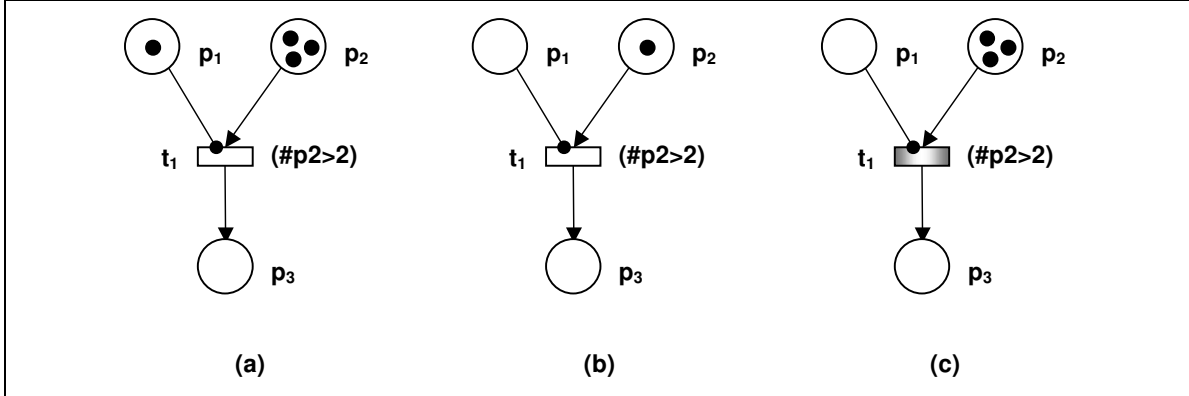 p1 p2 p1 p2 p1 p2
t1 (#p2>2) t1 (#p2>2) t1 (#p2>2)
p3 p3 p3
(a) (b) (c)